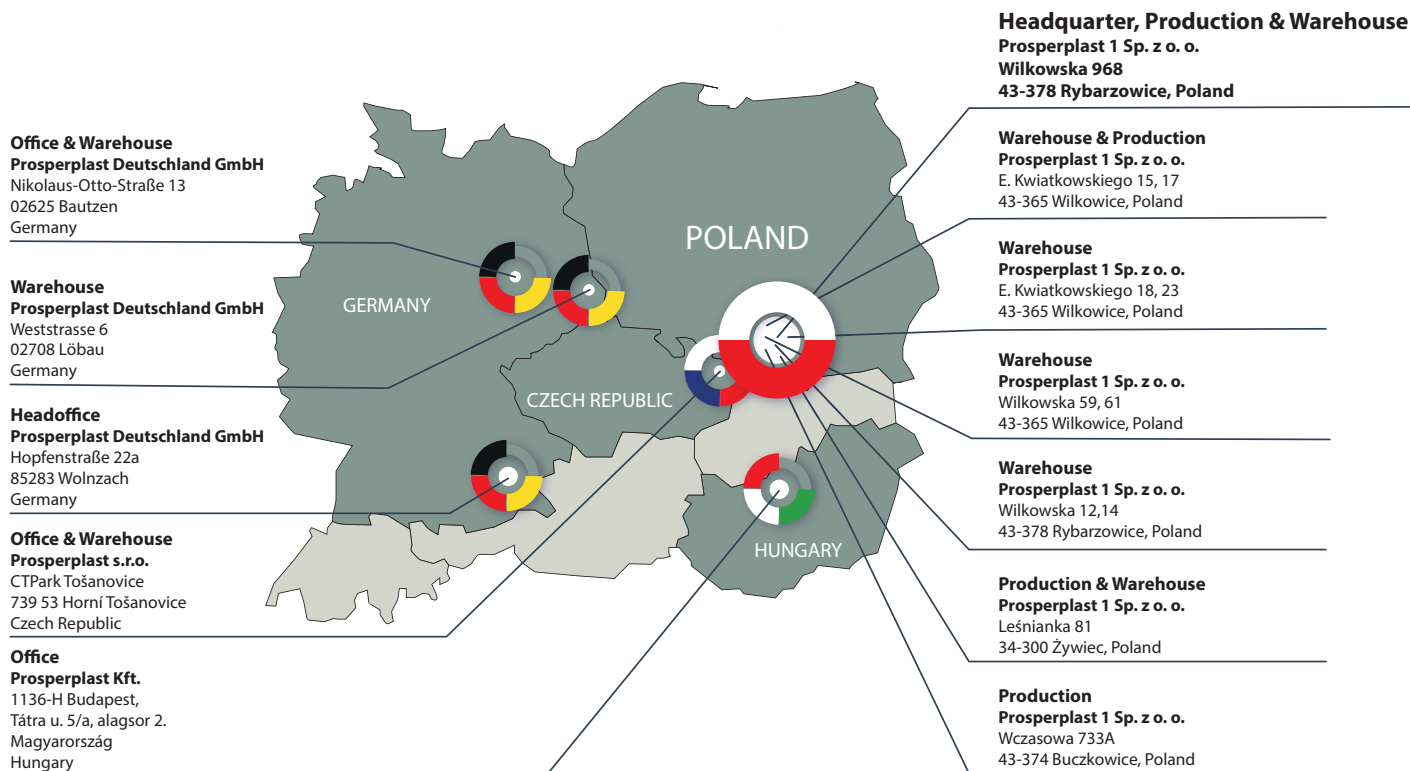 Office & Warehouse
Prosperplast Deutschland GmbH
Nikolaus-Otto-Straße 13
02625 Bautzen
Germany
Warehouse
Prosperplast Deutschland GmbH
Weststrasse 6
02708 Löbau
Germany
Headoffice
Prosperplast Deutschland GmbH
Hopfenstraße 22a
85283 Wolnzach
Germany
Office & Warehouse
Prosperplast s.r.o.
CTPark Tošanovice
739 53 Horní Tošanovice
Czech Republic
Office
Prosperplast Kft.
1136-H Budapest,
Tátra u. 5/a, alagsor 2.
Magyarország
Hungary
POLAND
GERMANY
CZECH REPUBLIC
HUNGARY
Headquarter, Production & Warehouse
Prosperplast 1 Sp. z o. o.
Wilkowska 968
43-378 Rybarzowice, Poland
Warehouse & Production
Prosperplast 1 Sp. z o. o.
E. Kwiatkowskiego 15, 17
43-365 Wilkowice, Poland
Warehouse
Prosperplast 1 Sp. z o. o.
E. Kwiatkowskiego 18, 23
43-365 Wilkowice, Poland
Warehouse
Prosperplast 1 Sp. z o. o.
Wilkowska 59, 61
43-365 Wilkowice, Poland
Warehouse
Prosperplast 1 Sp. z o. o.
Wilkowska 12,14
43-378 Rybarzowice, Poland
Production & Warehouse
Prosperplast 1 Sp. z o. o.
Leśnianka 81
34-300 Żywiec, Poland
Production
Prosperplast 1 Sp. z o. o.
Wczasowa 733A
43-374 Buczkowice, Poland